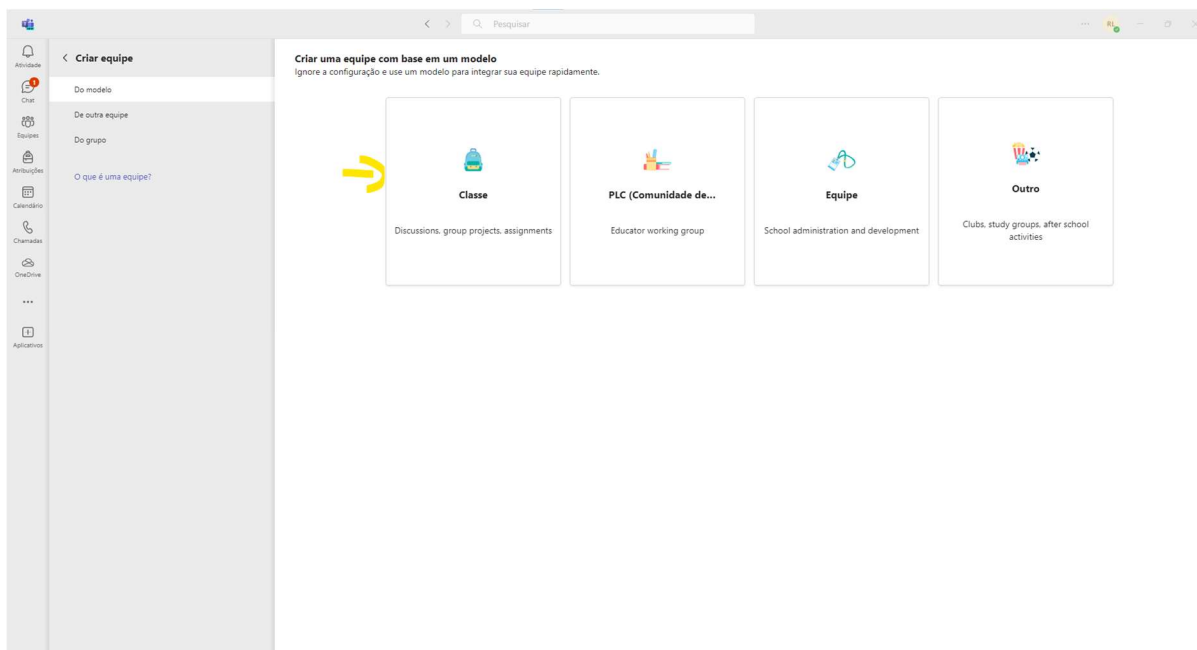 Pesquisar
RL
Atividade
1
Chat
Equipes
Atribuições
Calendário
Chamadas
OneDrive
Aplicativos
Criar equipe
Do modelo
De outra equipe
Do grupo
O que é uma equipe?
Criar uma equipe com base em um modelo
Ignore a configuração e use um modelo para integrar sua equipe rapidamente.
Classe
Discussions, group projects, assignments
PLC (Comunidade de...
Educator working group
Equipe
School administration and development
Outro
Clubs, study groups, after school
activities